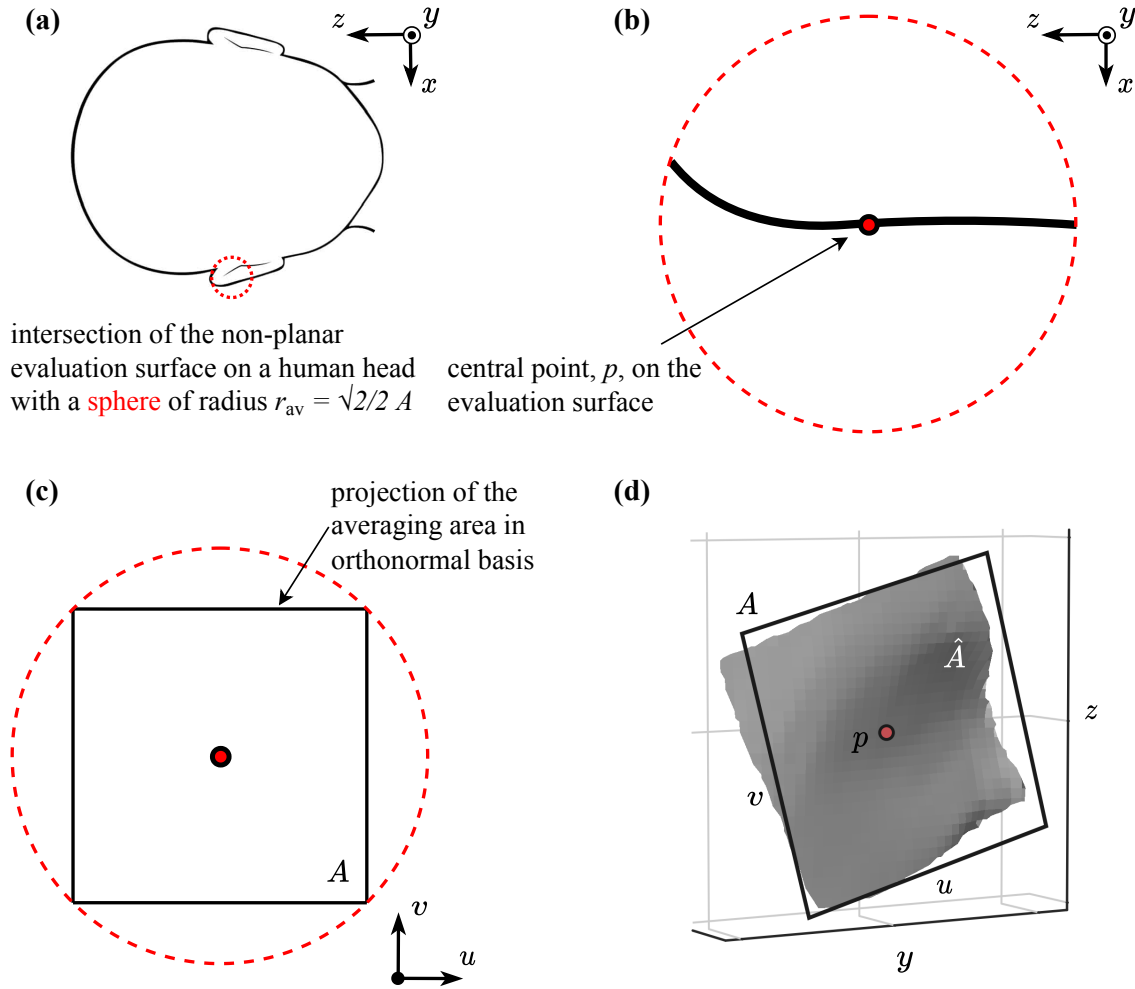 (a)
z
y
x
intersection of the non-planar
evaluation surface on a human head
with a sphere of radius r_av = √2/2 A
(b)
z
y
x
central point, p, on the
evaluation surface
(c)
projection of the
averaging area in
orthonormal basis
A
v
u
(d)
A
Â
p
z
v
u
y